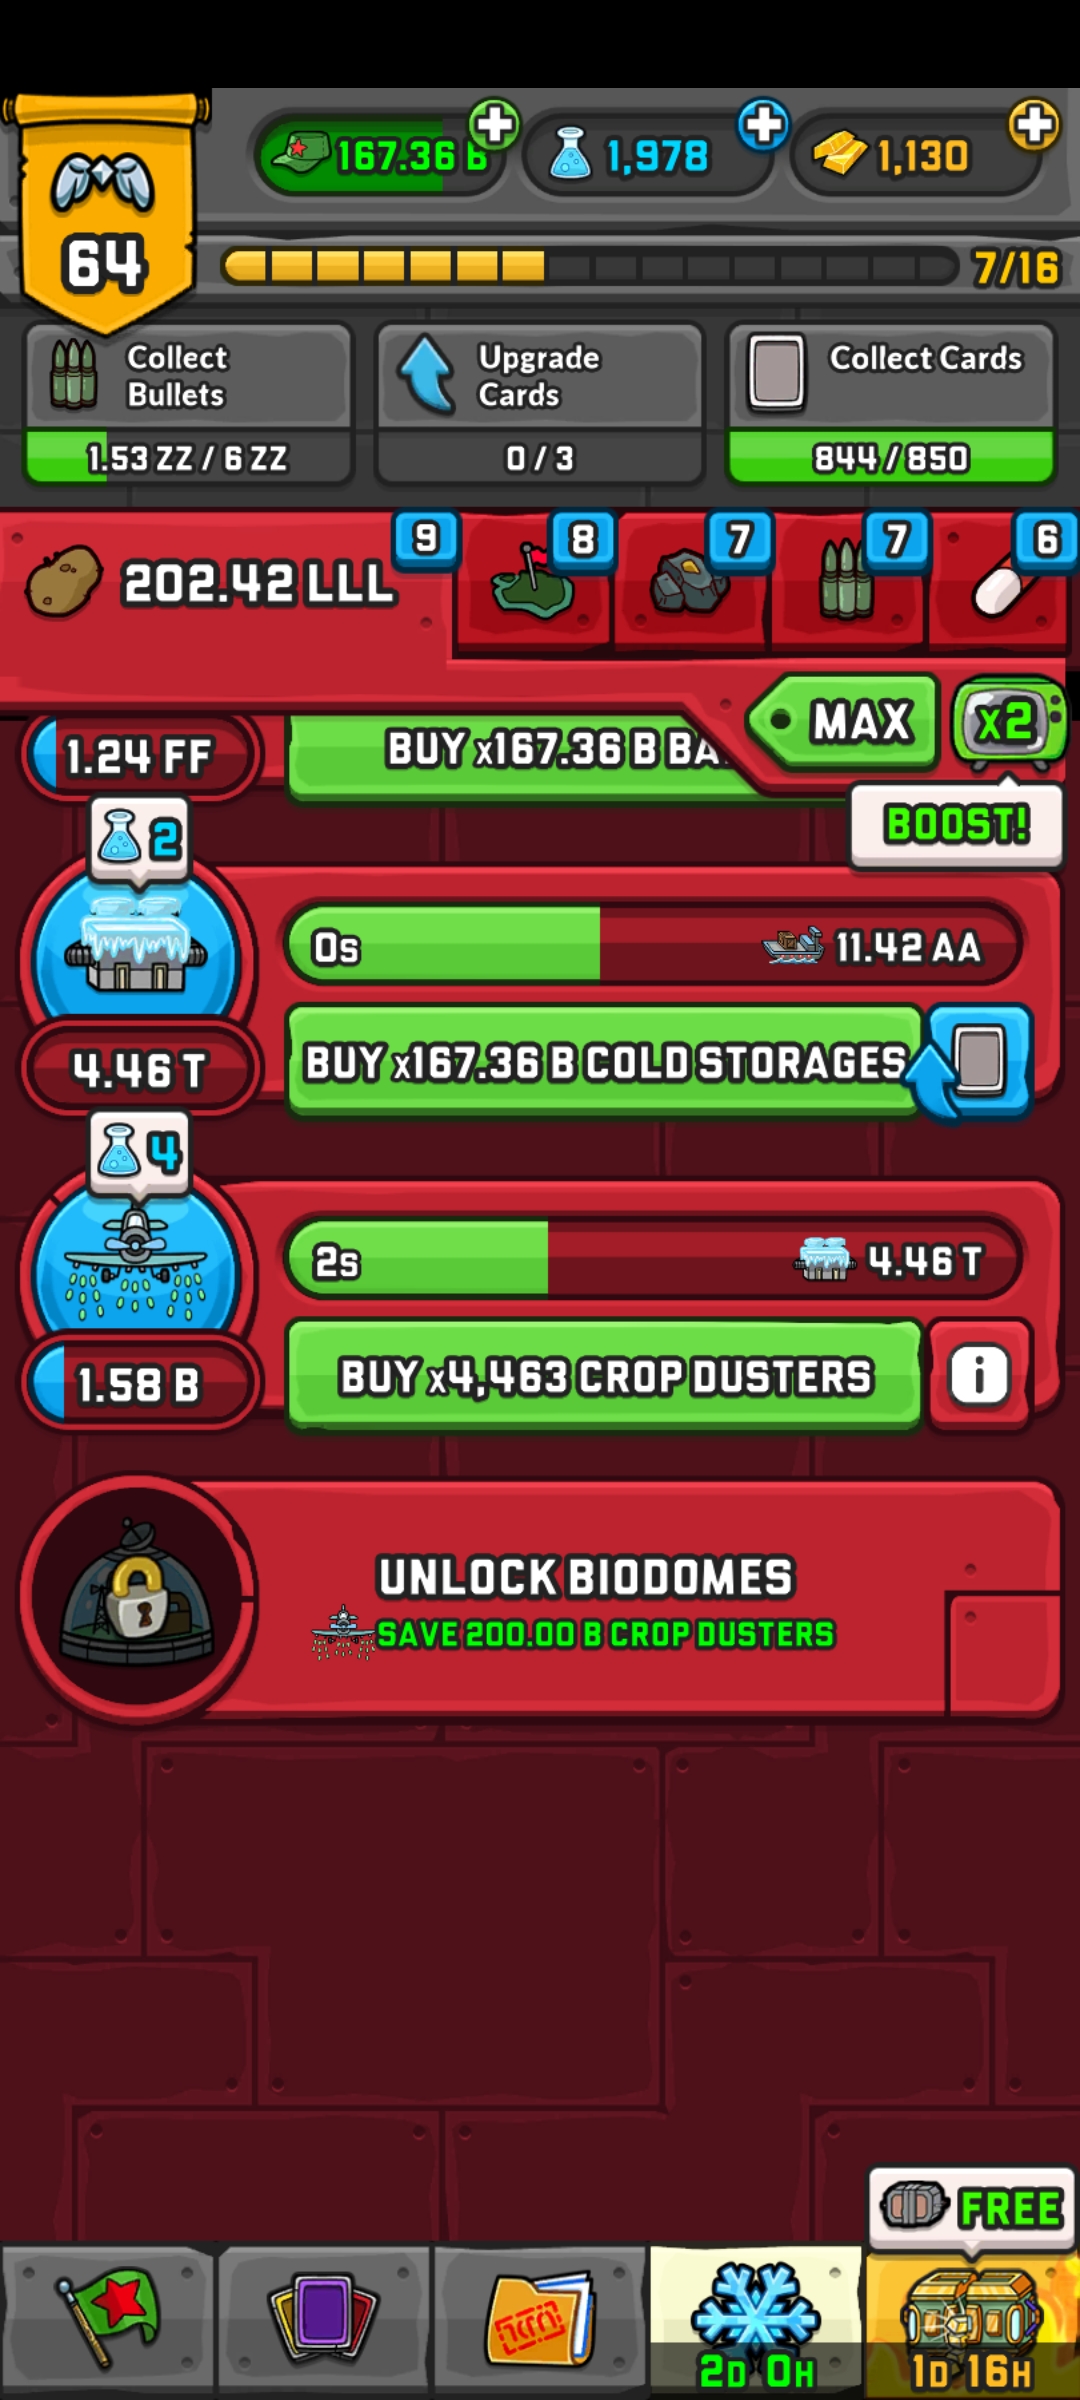 167.36 B
1,978
1,130
64
7/16
Collect
Bullets
Upgrade
Cards
Collect Cards
1.53 ZZ / 6 ZZ
0 / 3
844 / 850
202.42 LLL
9
8
7
7
6
MAX
x2
1.24 FF
BUY x167.36 B BA
BOOST!
2
0s
11.42 AA
4.46 T
BUY x167.36 B COLD STORAGES
4
2s
4.46 T
1.58 B
BUY x4,463 CROP DUSTERS
i
UNLOCK BIODOMES
SAVE 200.00 B CROP DUSTERS
FREE
2D 0H
1D 16H